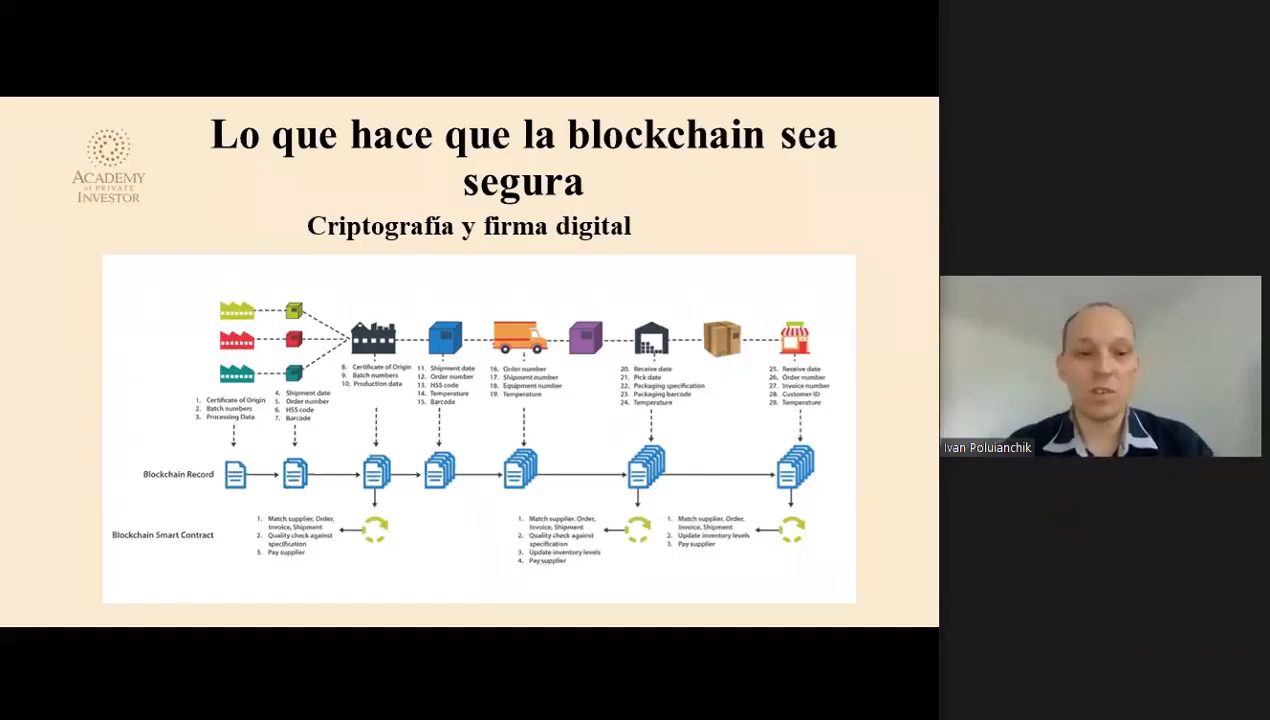 Lo que hace que la blockchain sea
segura
Criptografía y firma digital
ACADEMY
OF PRIVATE
INVESTOR
1. Certificate of Origin
2. Batch numbers
3. Processing Data
4. Shipment date
5. Order number
6. HSS code
7. Barcode
8. Certificate of Origin
9. Batch numbers
10. Production data
11. Shipment date
12. Order number
13. HSS code
14. Temperature
15. Barcode
16. Order number
17. Shipment number
18. Equipment number
19. Temperature
20. Receive date
21. Pick date
22. Packaging specification
23. Packaging barcode
24. Temperature
25. Receive date
26. Order number
27. Invoice number
28. Customer ID
29. Temperature
Blockchain Record
Blockchain Smart Contract
1. Match supplier, Order,
Invoice, Shipment
2. Quality check against
specification
3. Pay supplier
1. Match supplier, Order,
Invoice, Shipment
2. Quality check against
specification
3. Update inventory levels
4. Pay supplier
1. Match supplier, Order,
Invoice, Shipment
2. Update inventory levels
3. Pay supplier
Ivan Poluianchik